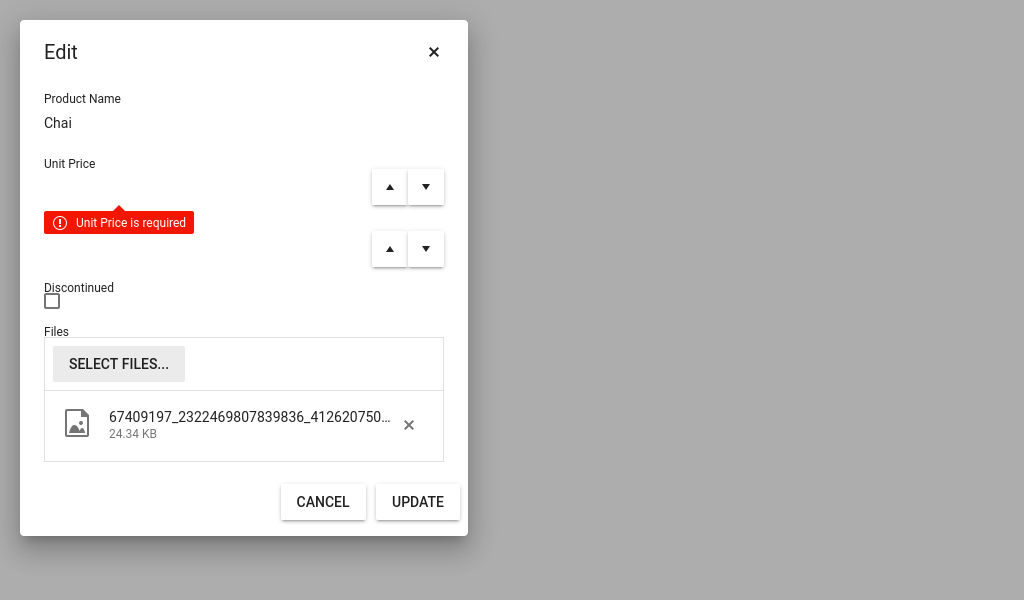 Edit
Product Name
Chai
Unit Price
Unit Price is required
Discontinued
Files
SELECT FILES...
67409197_2322469807839836_412620750...
24.34 KB
CANCEL UPDATE